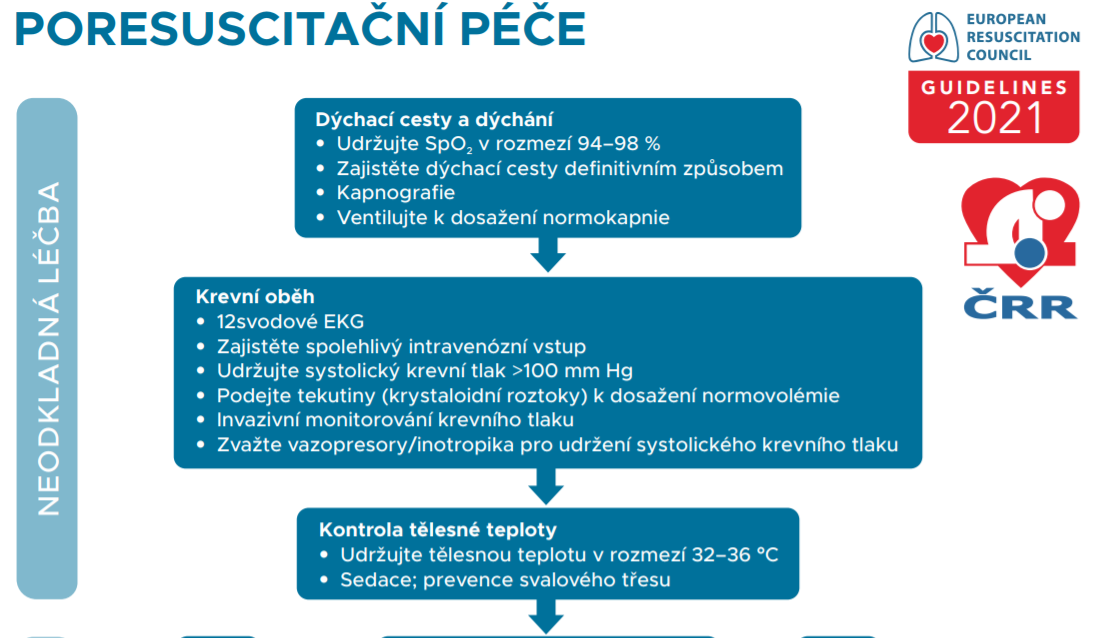 PORESUSCITAČNÍ PÉČE
EUROPEAN
RESUSCITATION
COUNCIL
GUIDELINES
2021
ČRR
NEODKLADNÁ LÉČBA
Dýchací cesty a dýchání
• Udržujte SpO₂ v rozmezí 94–98 %
• Zajistěte dýchací cesty definitivním způsobem
• Kapnografie
• Ventilujte k dosažení normokapnie
Krevní oběh
• 12svodové EKG
• Zajistěte spolehlivý intravenózní vstup
• Udržujte systolický krevní tlak >100 mm Hg
• Podejte tekutiny (krystaloidní roztoky) k dosažení normovolémie
• Invazivní monitorování krevního tlaku
• Zvažte vazopresory/inotropika pro udržení systolického krevního tlaku
Kontrola tělesné teploty
• Udržujte tělesnou teplotu v rozmezí 32–36 °C
• Sedace; prevence svalového třesu